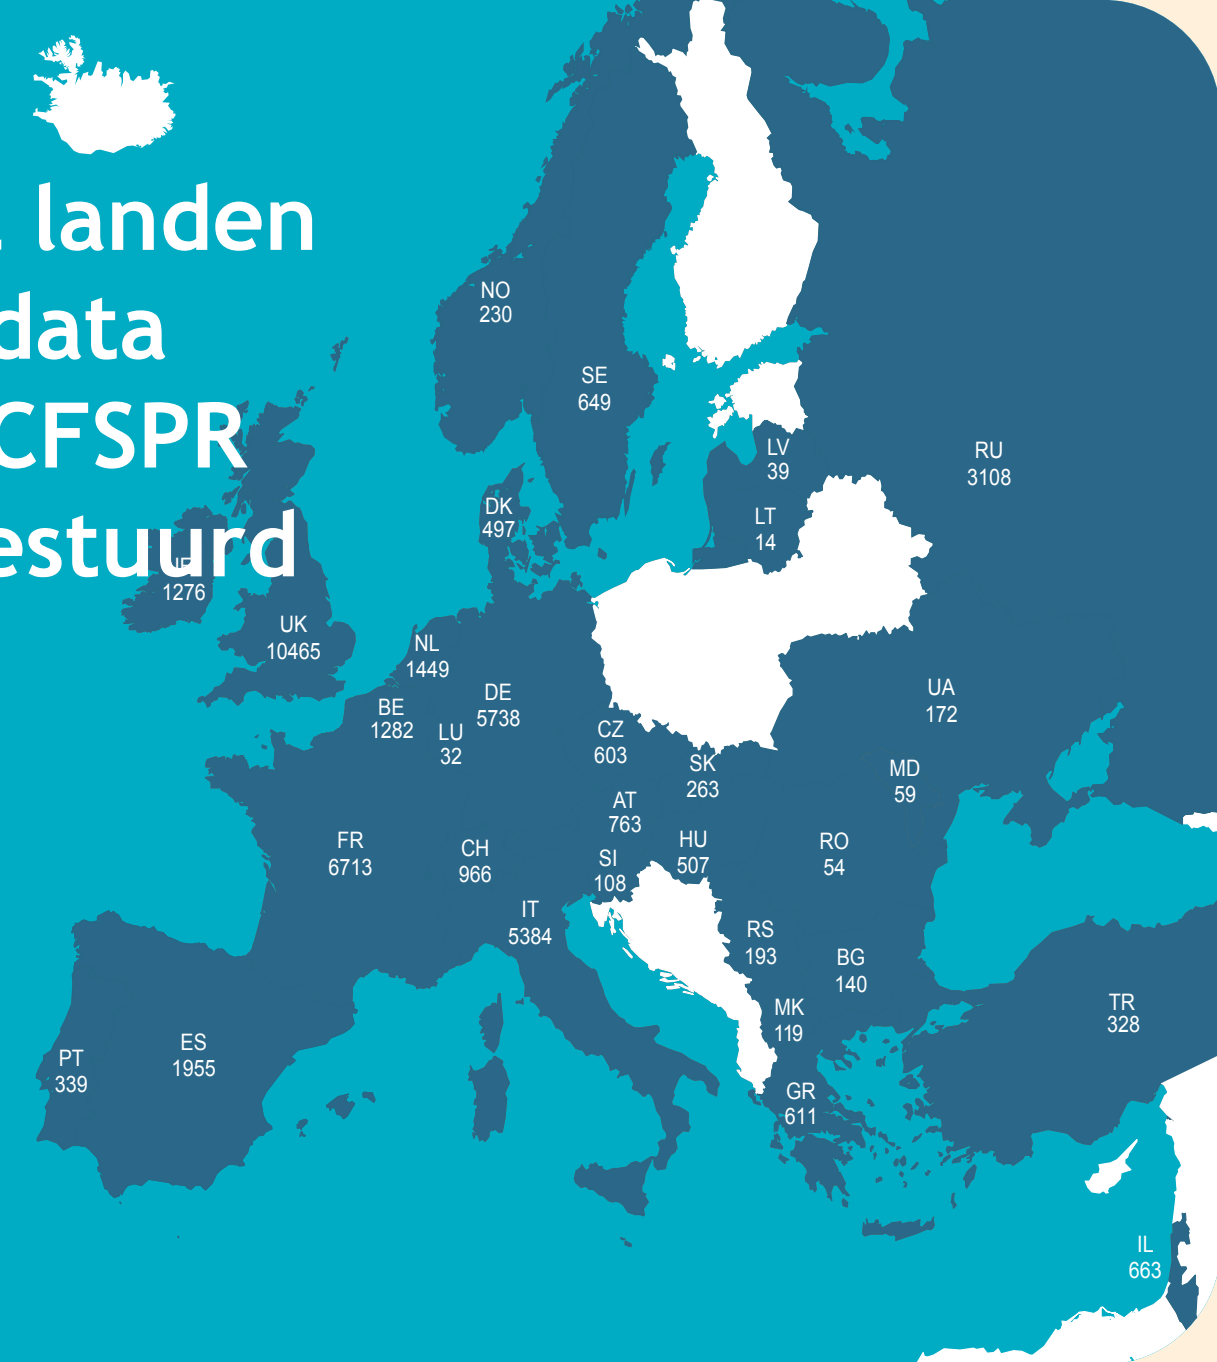 landen
data
CFSPR
estuurd
NO
230
SE
649
LV
39
RU
3108
DK
497
LT
14
IE
1276
UK
10465
NL
1449
DE
5738
BE
1282
LU
32
CZ
603
SK
263
UA
172
MD
59
AT
763
HU
507
RO
54
FR
6713
CH
966
SI
108
IT
5384
RS
193
BG
140
MK
119
TR
328
ES
1955
PT
339
GR
611
IL
663